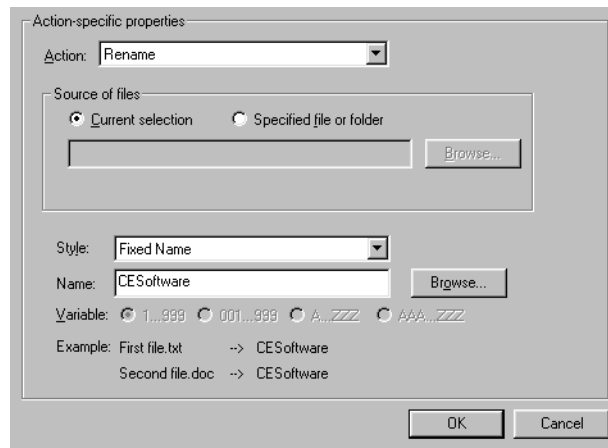 Action-specific properties
Action: Rename
Source of files
Current selection Specified file or folder
Browse...
Style: Fixed Name
Name: CESoftware Browse...
Variable: 1...999 001...999 A...ZZZ AAA...ZZZ
Example: First file.txt --> CESoftware
Second file.doc --> CESoftware
OK Cancel